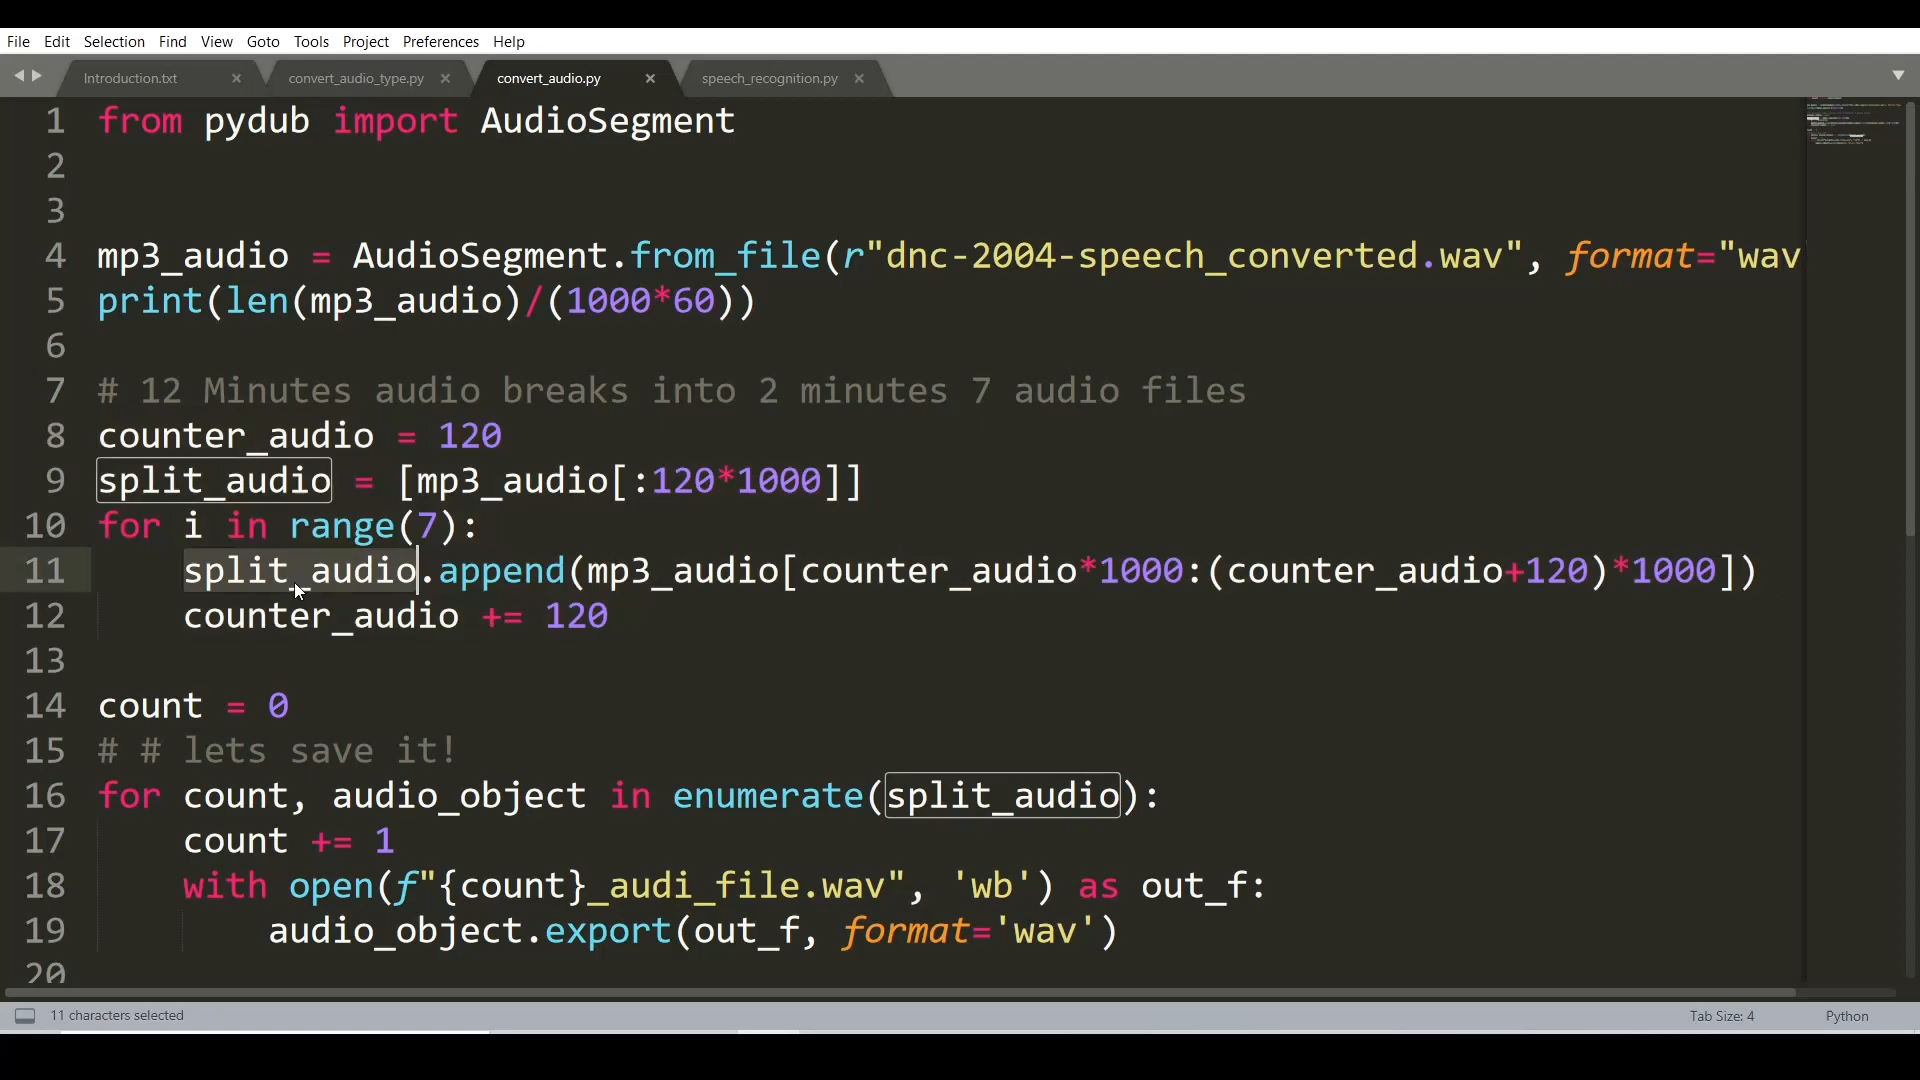 File Edit Selection Find View Goto Tools Project Preferences Help
Introduction.txt convert_audio_type.py convert_audio.py speech_recognition.py
1 from pydub import AudioSegment
2
3
4 mp3_audio = AudioSegment.from_file(r"dnc-2004-speech_converted.wav", format="wav
5 print(len(mp3_audio)/(1000*60))
6
7 # 12 Minutes audio breaks into 2 minutes 7 audio files
8 counter_audio = 120
9 split_audio = [mp3_audio[:120*1000]]
10 for i in range(7):
11     split_audio.append(mp3_audio[counter_audio*1000:(counter_audio+120)*1000])
12     counter_audio += 120
13
14 count = 0
15 # # lets save it!
16 for count, audio_object in enumerate(split_audio):
17     count += 1
18     with open(f"{count}_audi_file.wav", 'wb') as out_f:
19         audio_object.export(out_f, format='wav')
20
11 characters selected Tab Size: 4 Python